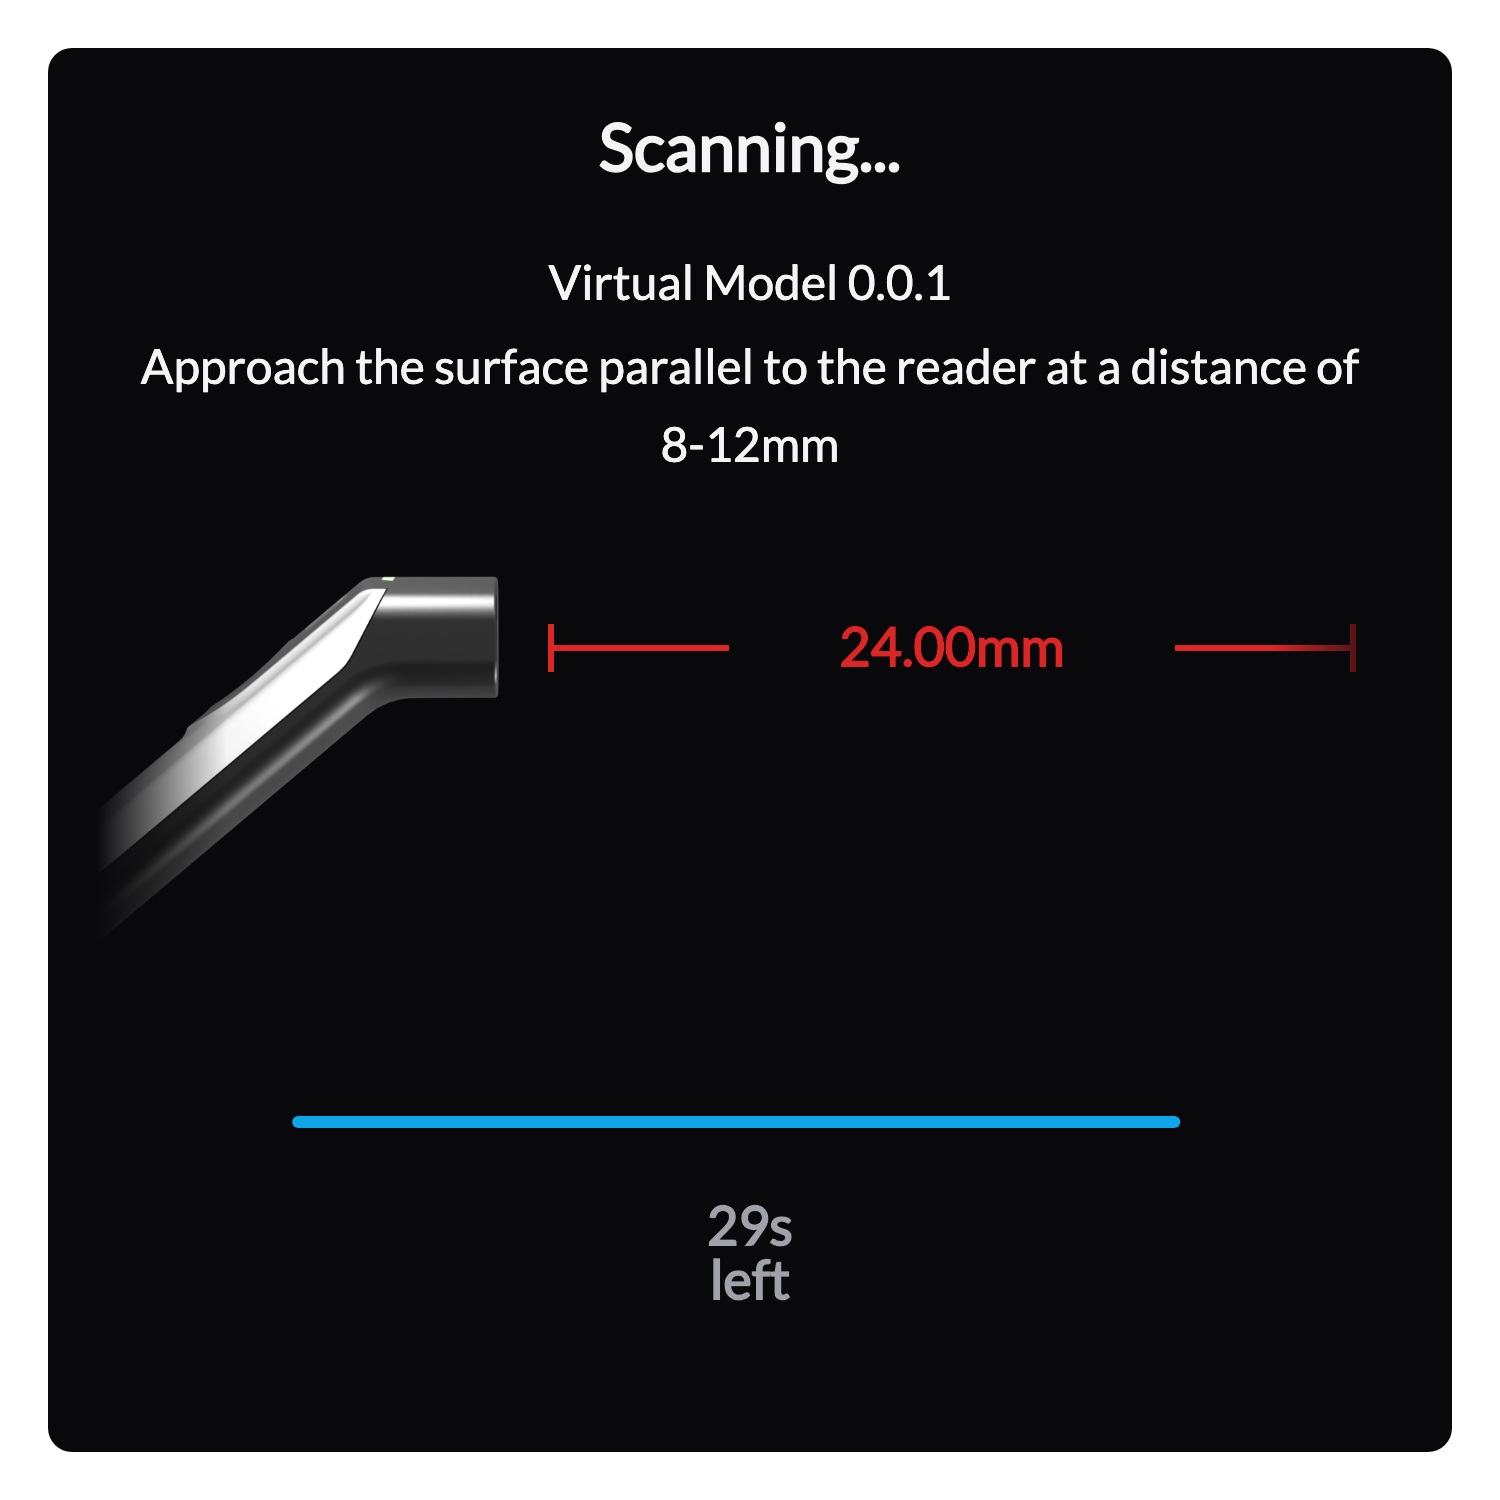 Scanning...
Virtual Model 0.0.1
Approach the surface parallel to the reader at a distance of
8-12mm
24.00mm
29s
left